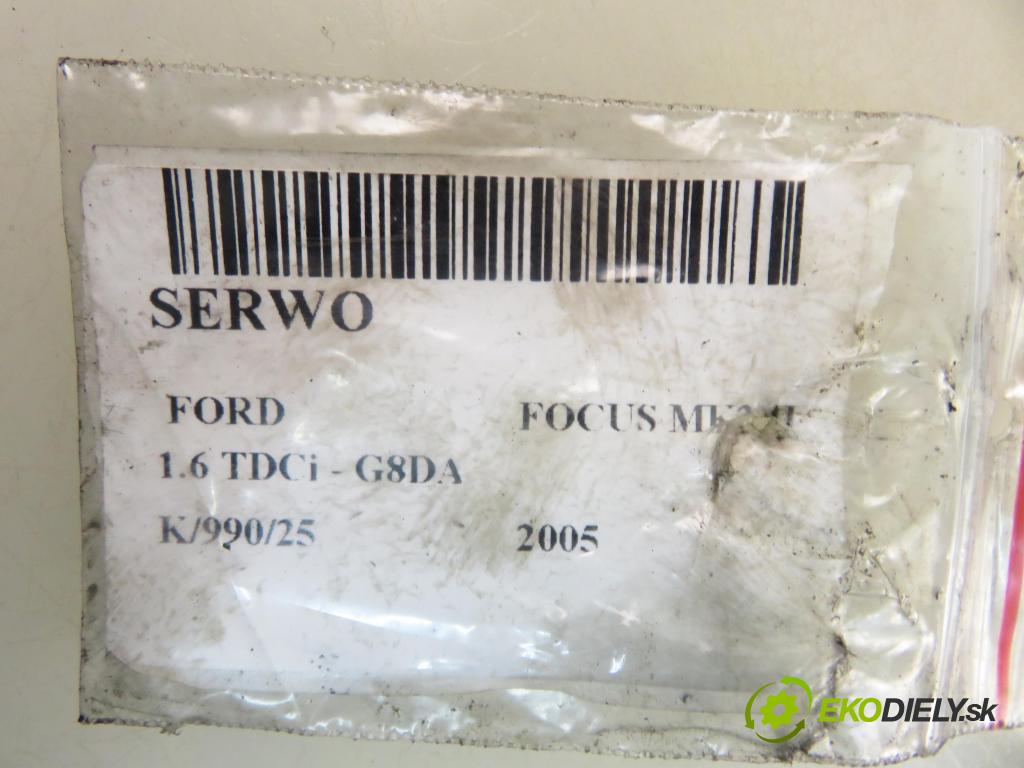 SERWO
FORD FOCUS
1.6 TDCi - G8DA
K/990/25 2005
EKODIELY.sk